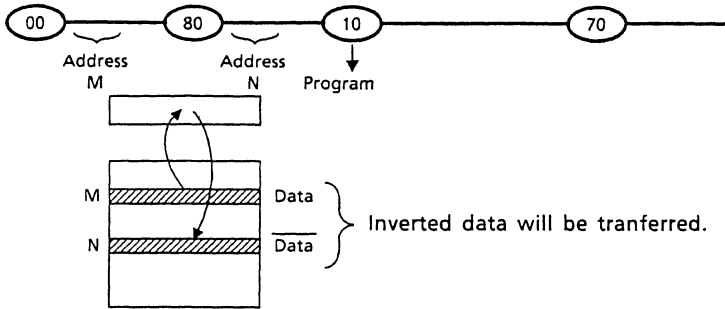 00 80 10 70
Address Address
M N Program
M Data
Inverted data will be tranferred.
N Data